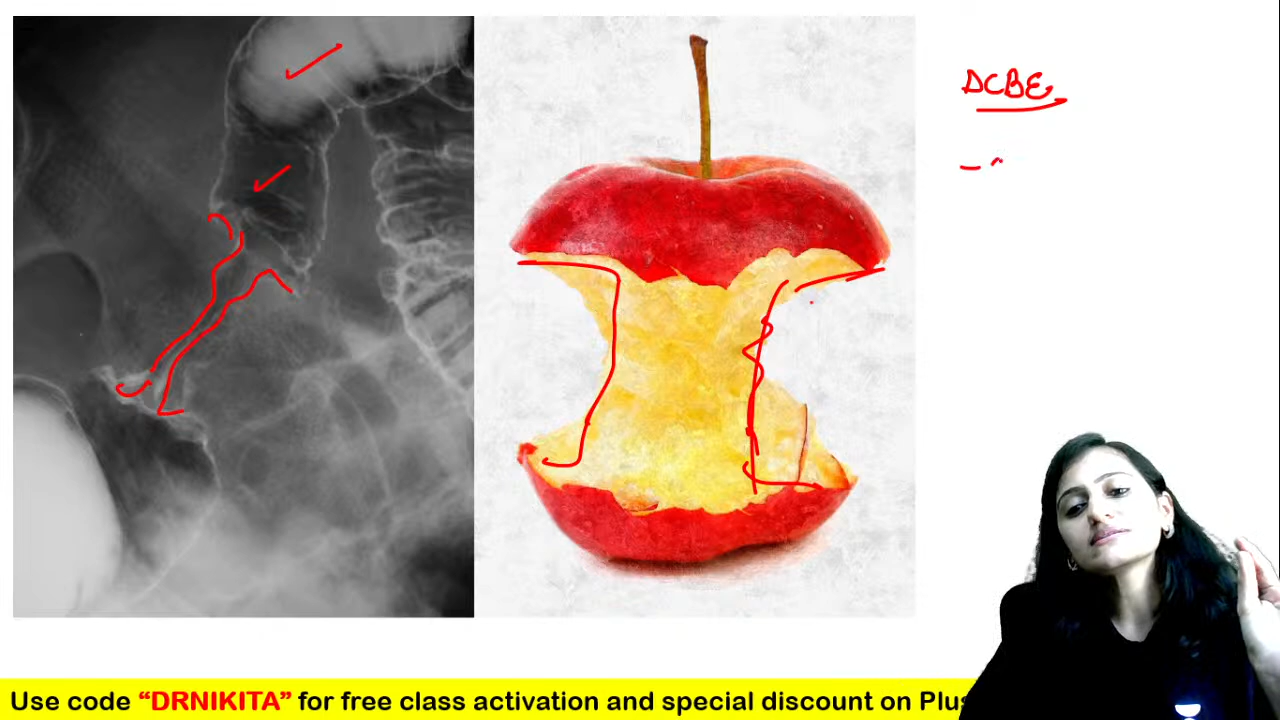 DCBE
Use code “DRNIKITA” for free class activation and special discount on Plus